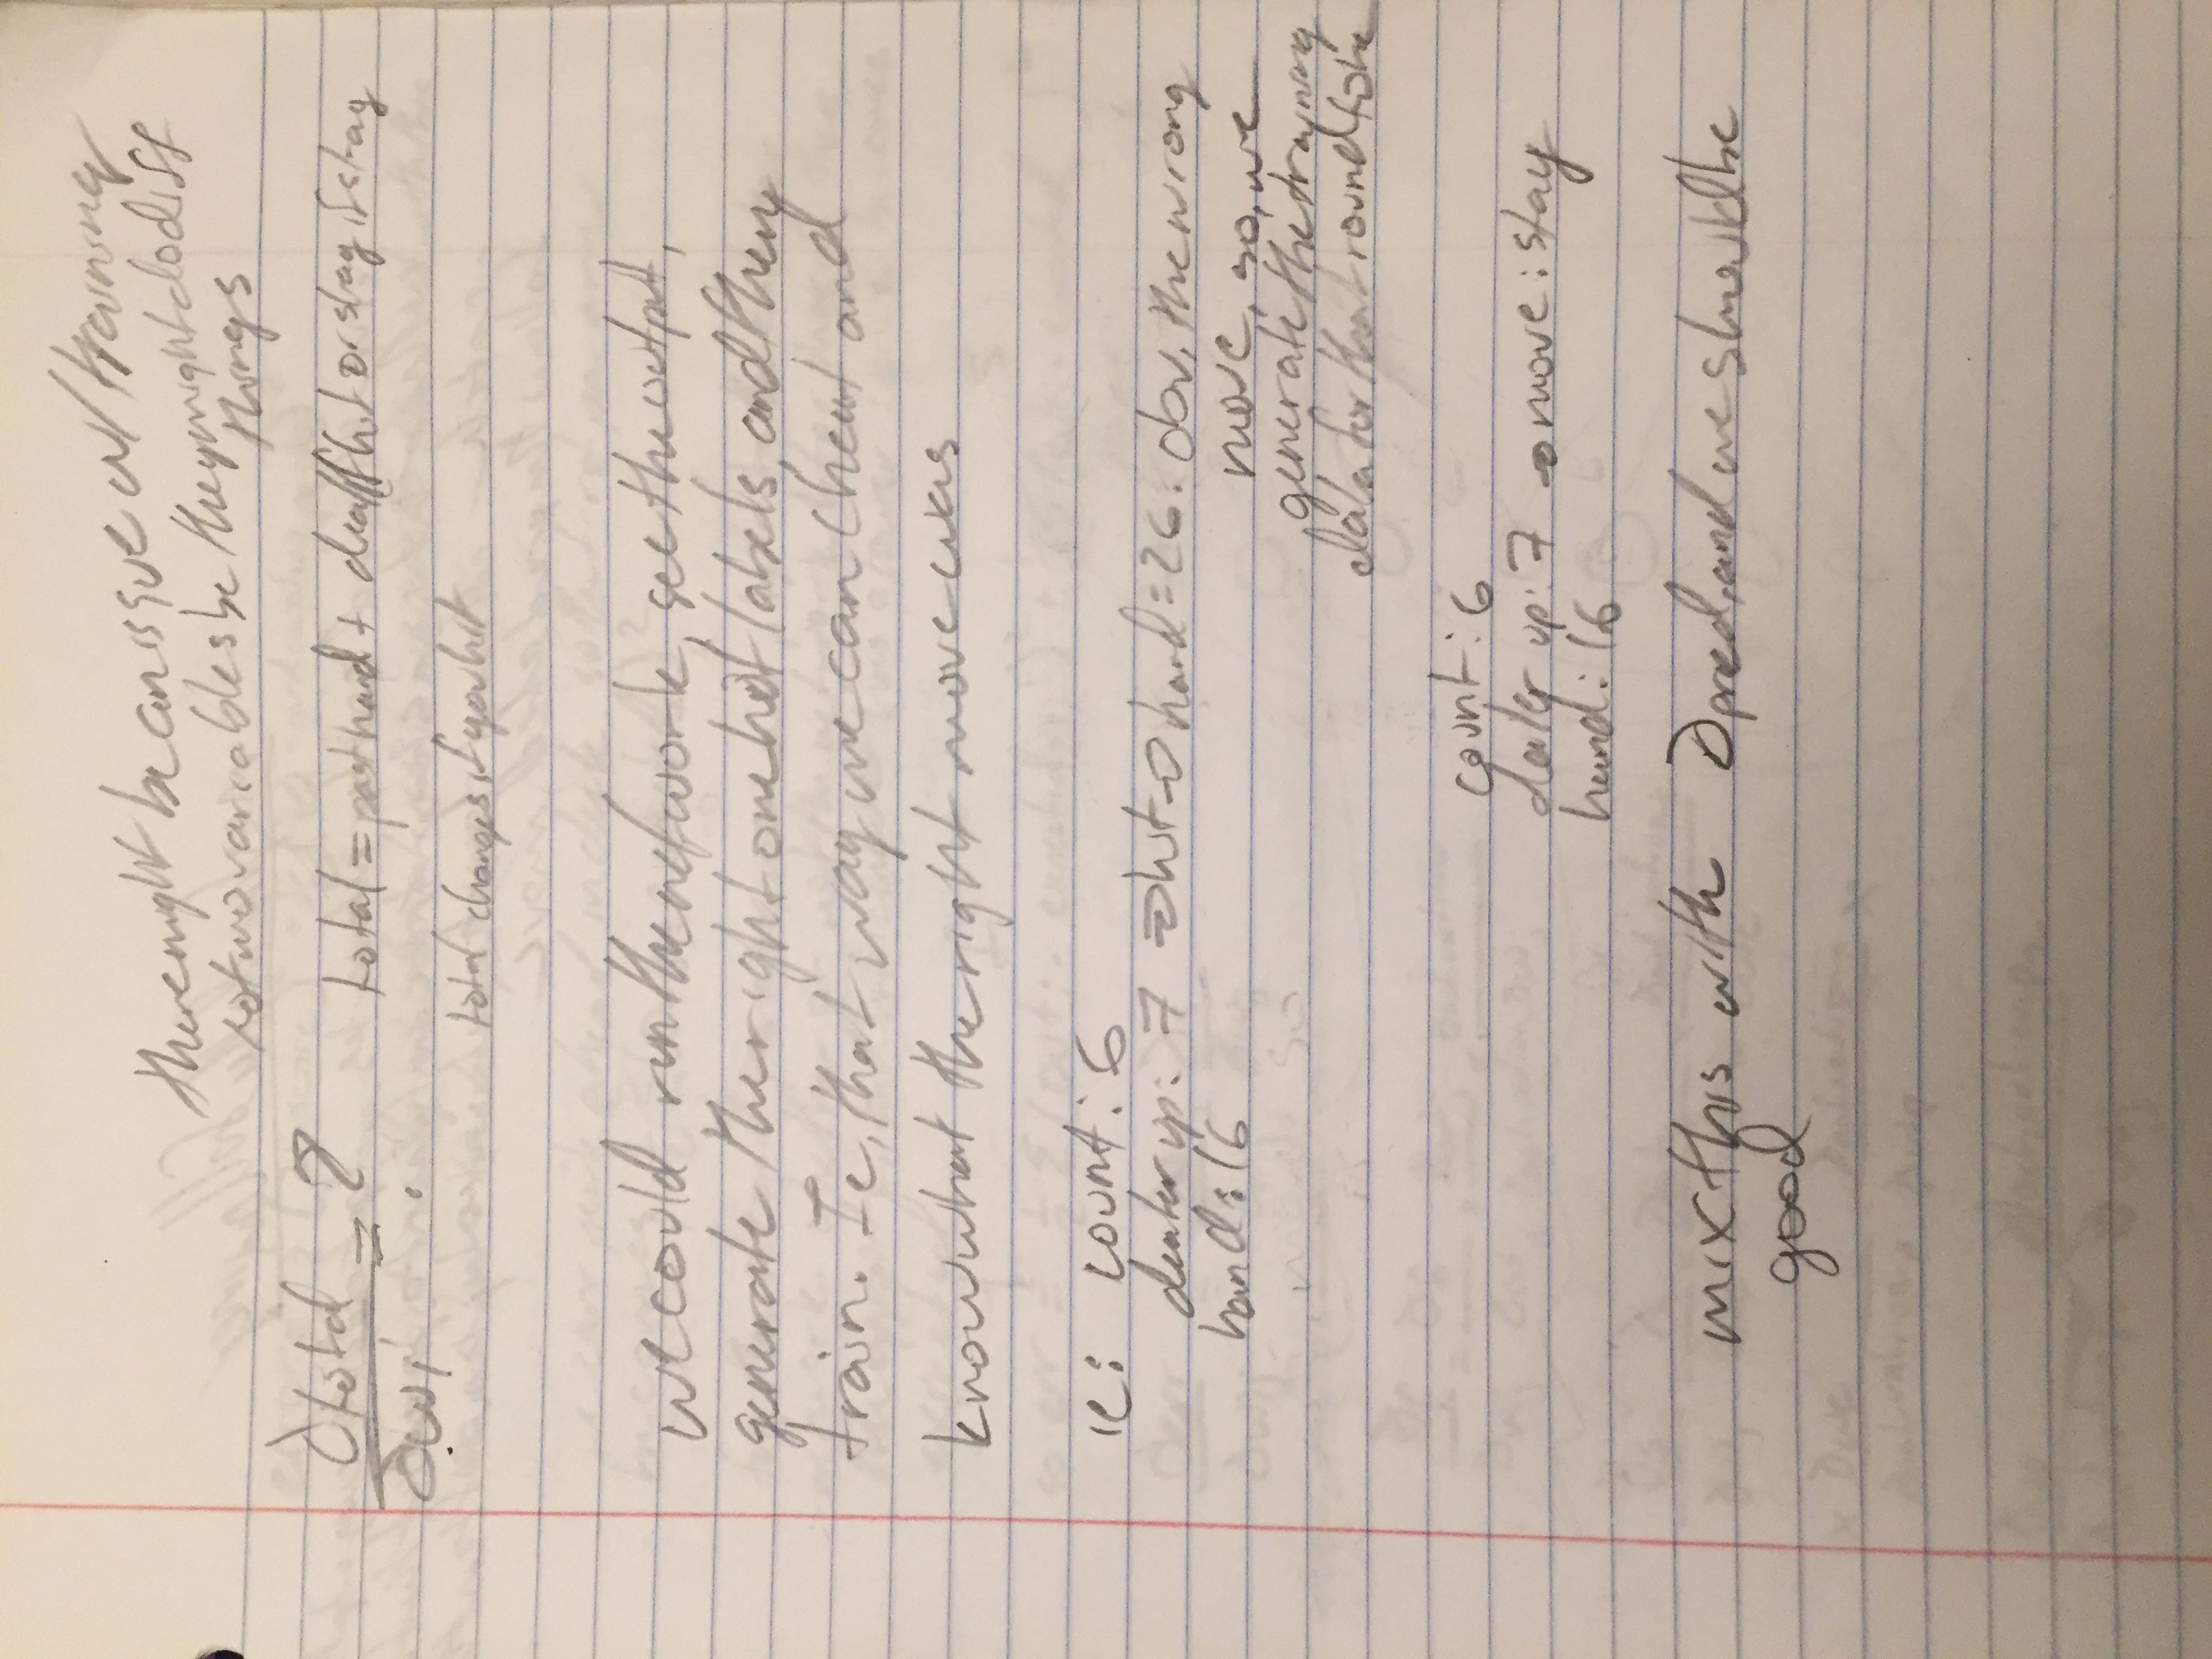 there might be an issue w/ training
two variables bc they might do diff
things
∂total = ?
∂wi
total = past hand + deal if hit or stay if stay
total changes if you hit
we could run the network, see the output,
generate the right one hot labels, and then
train. Ie, that way we can cheat and
know what the right move was
ie: count: 6
dealer up: 7 → hit → hand = 26. obv, the wrong
hand: 16
move, so, we
generate the training
data for that round to be
count: 6
dealer up: 7 → move: stay
hand: 16
mix this with ∂pred, and we should be
good